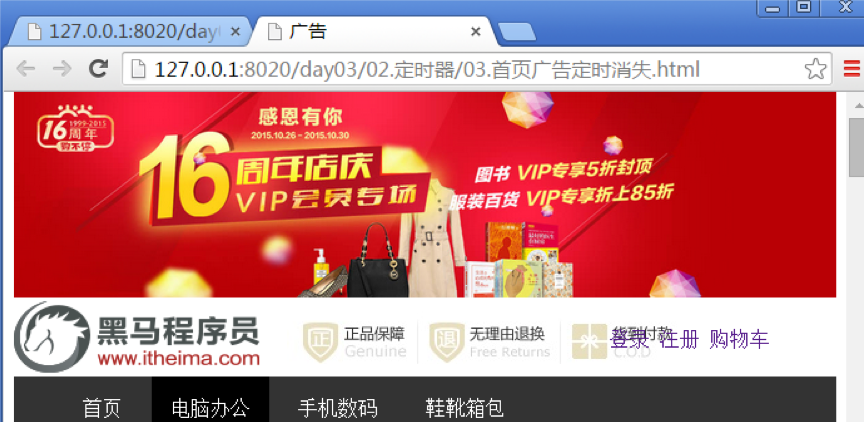 127.0.0.1:8020/day
广告
127.0.0.1:8020/day03/02.定时器/03.首页广告定时消失.html
16 1999-2015
周年
感恩有你
2015.10.26－2015.10.30
16 周年店庆
VIP会员专场
图书 VIP专享5折封顶
服装百货 VIP专享折上85折
黑马程序员
www.itheima.com
正 正品保障
Genuine
退 无理由退换
Free Returns
货到付款
C.O.D
登录 注册 购物车
首页 电脑办公 手机数码 鞋靴箱包